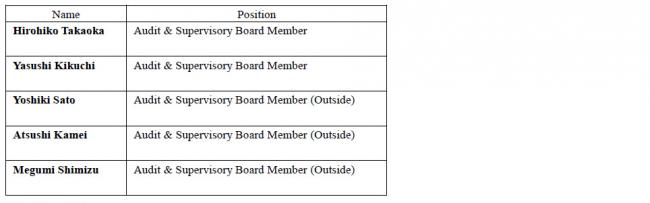 Name Position
Hirohiko Takaoka Audit & Supervisory Board Member
Yasushi Kikuchi Audit & Supervisory Board Member
Yoshiki Sato Audit & Supervisory Board Member (Outside)
Atsushi Kamei Audit & Supervisory Board Member (Outside)
Megumi Shimizu Audit & Supervisory Board Member (Outside)